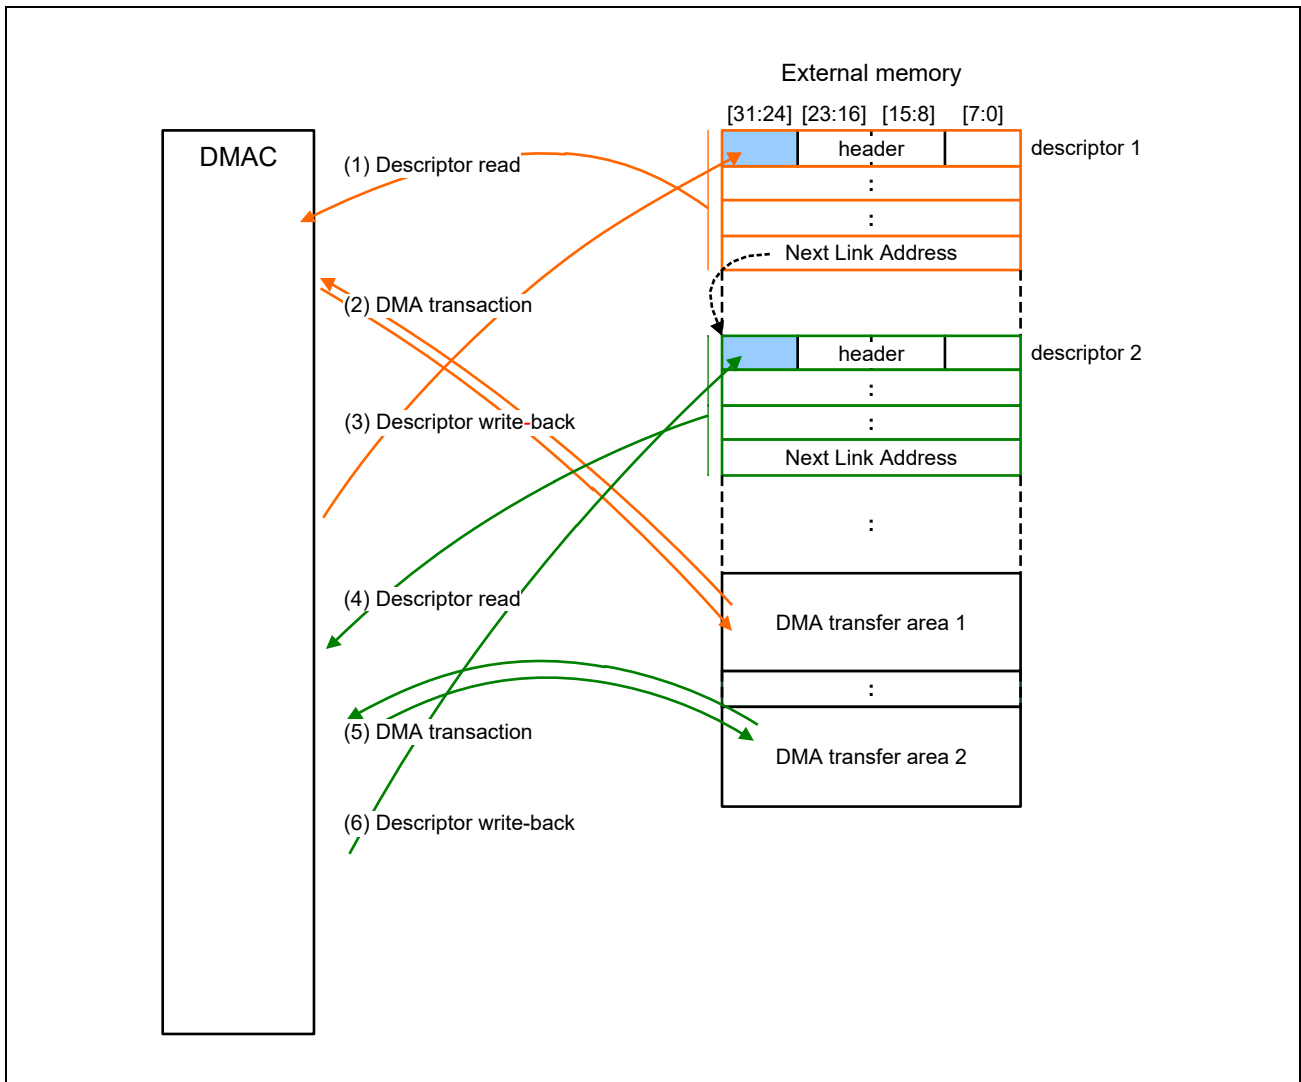 External memory
[31:24] [23:16] [15:8] [7:0]
DMAC
(1) Descriptor read
header
descriptor 1
:
:
Next Link Address
(2) DMA transaction
header
descriptor 2
:
(3) Descriptor write-back
:
Next Link Address
:
(4) Descriptor read
DMA transfer area 1
:
(5) DMA transaction
DMA transfer area 2
(6) Descriptor write-back